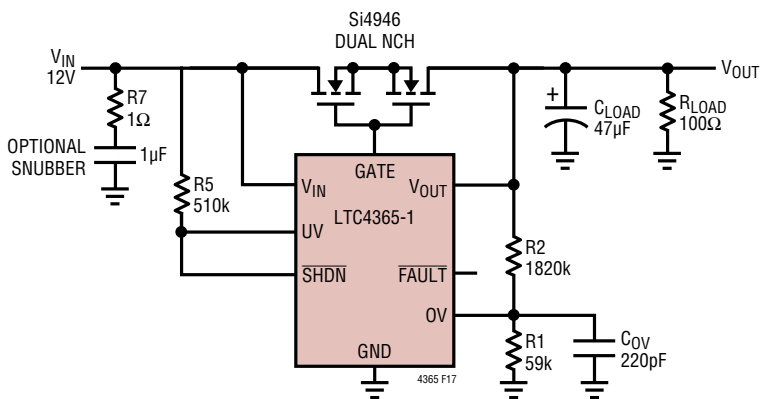 Si4946
DUAL NCH
VIN
12V
VOUT
R7
1Ω
OPTIONAL
SNUBBER
1µF
+
CLOAD
47µF
RLOAD
100Ω
R5
510k
GATE
VIN
VOUT
LTC4365-1
UV
SHDN
FAULT
OV
GND
R2
1820k
R1
59k
COV
220pF
4365 F17